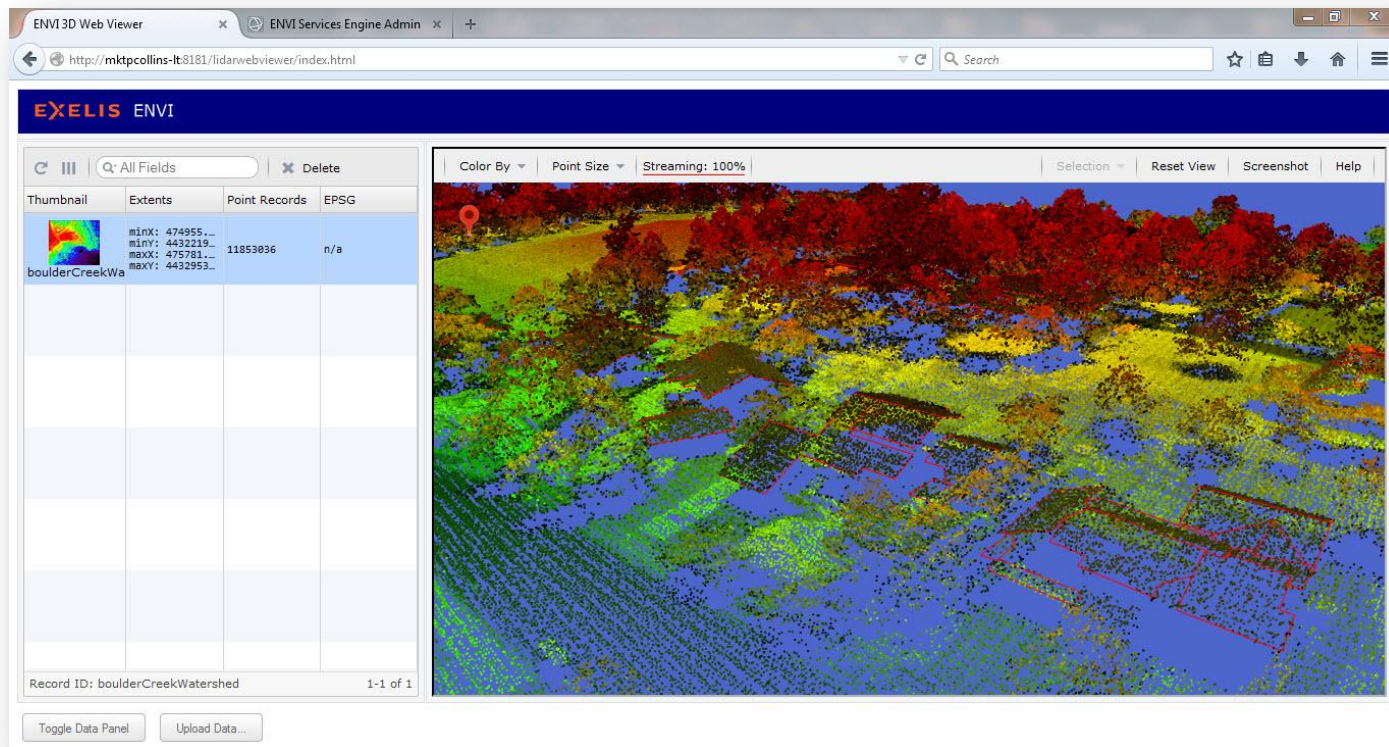 ENVI 3D Web Viewer
ENVI Services Engine Admin
http://mktpcollins-lt:8181/lidarwebviewer/index.html
Search
EXELIS ENVI
All Fields
Delete
Thumbnail Extents Point Records EPSG
boulderCreekWa
minX: 474955.…
minY: 4432219…
maxX: 475781.…
maxY: 4432953…
11853036
n/a
Record ID: boulderCreekWatershed
1-1 of 1
Color By
Point Size
Streaming: 100%
Selection
Reset View
Screenshot
Help
Toggle Data Panel
Upload Data...